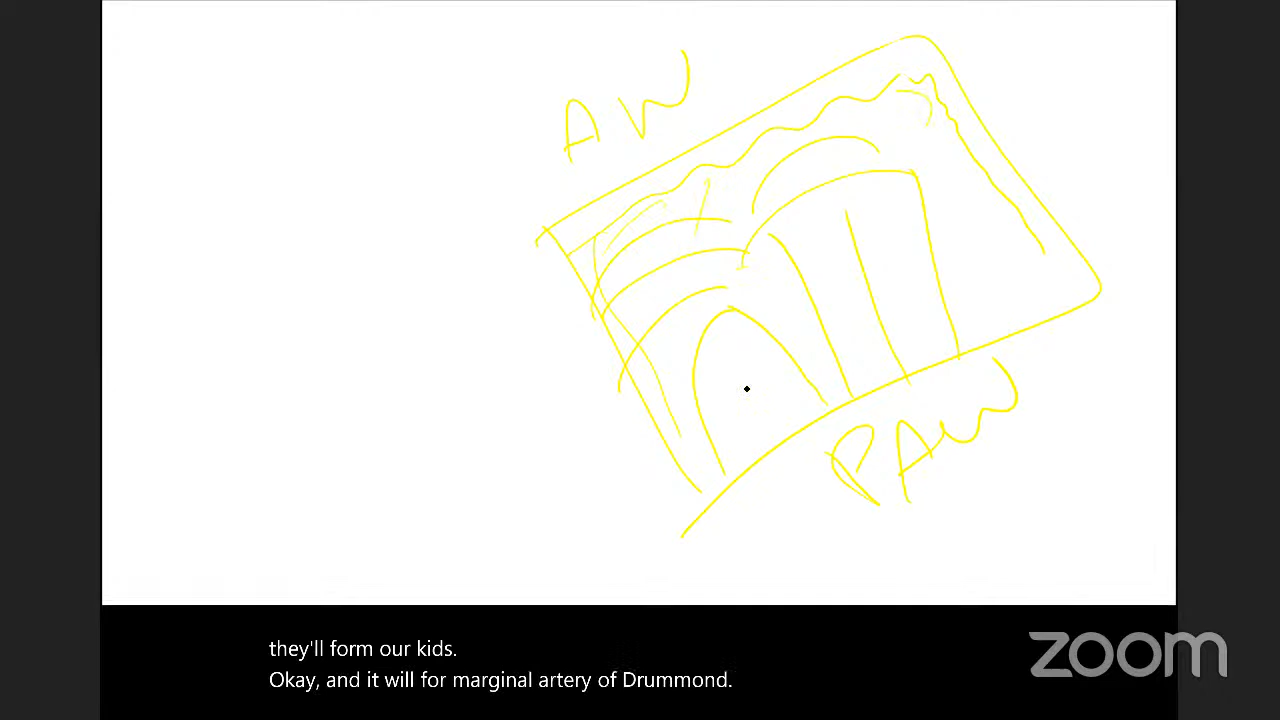 AW
PAW
they'll form our kids.
Okay, and it will for marginal artery of Drummond.
zoom